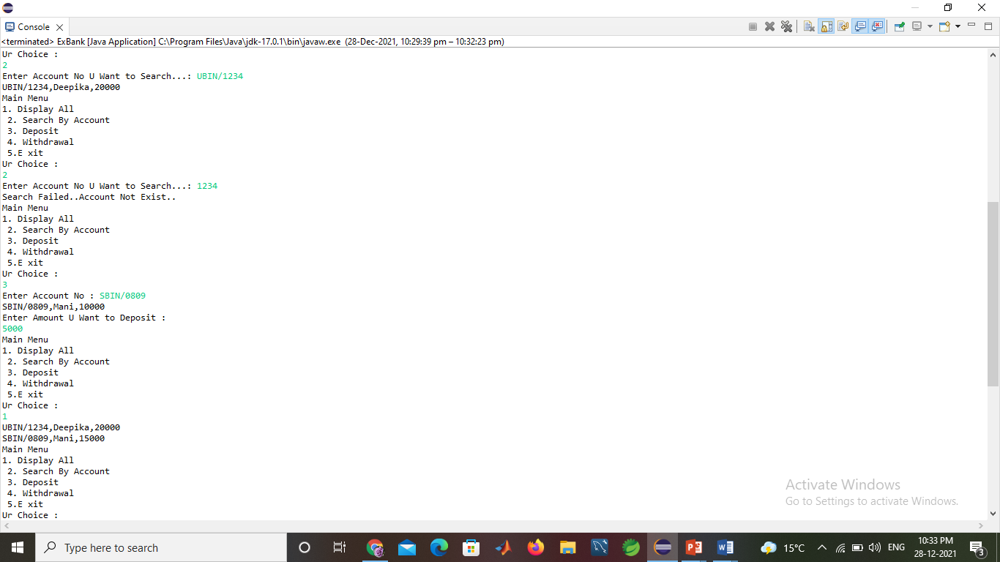 Console
<terminated> ExBank [Java Application] C:\Program Files\Java\jdk-17.0.1\bin\javaw.exe (28-Dec-2021, 10:29:39 pm – 10:32:23 pm)
Ur Choice :
2
Enter Account No U Want to Search...: UBIN/1234
UBIN/1234,Deepika,20000
Main Menu
1. Display All
2. Search By Account
3. Deposit
4. Withdrawal
5.E xit
Ur Choice :
2
Enter Account No U Want to Search...: 1234
Search Failed..Account Not Exist..
Main Menu
1. Display All
2. Search By Account
3. Deposit
4. Withdrawal
5.E xit
Ur Choice :
3
Enter Account No : SBIN/0809
SBIN/0809,Mani,10000
Enter Amount U Want to Deposit :
5000
Main Menu
1. Display All
2. Search By Account
3. Deposit
4. Withdrawal
5.E xit
Ur Choice :
1
UBIN/1234,Deepika,20000
SBIN/0809,Mani,15000
Main Menu
1. Display All
2. Search By Account
3. Deposit
4. Withdrawal
5.E xit
Ur Choice :
Activate Windows
Go to Settings to activate Windows.
Type here to search
15°C
ENG
10:33 PM
28-12-2021
3